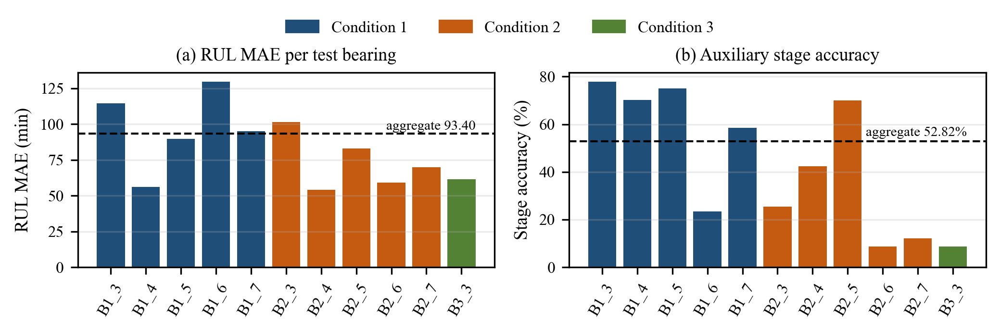 Condition 1 Condition 2 Condition 3
(a) RUL MAE per test bearing
RUL MAE (min)
125
100
75
50
25
0
aggregate 93.40
B1_3 B1_4 B1_5 B1_6 B1_7 B2_3 B2_4 B2_5 B2_6 B2_7 B3_3
(b) Auxiliary stage accuracy
Stage accuracy (%)
80
60
40
20
0
aggregate 52.82%
B1_3 B1_4 B1_5 B1_6 B1_7 B2_3 B2_4 B2_5 B2_6 B2_7 B3_3